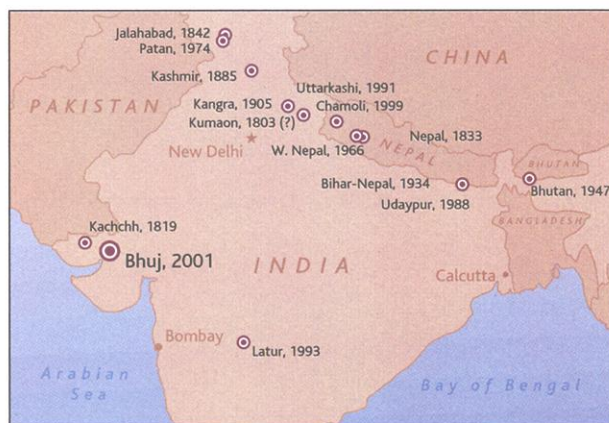 Jalahabad, 1842
Patan, 1974
CHINA
Kashmir, 1885
Uttarkashi, 1991
PAKISTAN
Kangra, 1905
Chamoli, 1999
Kumaon, 1803 (?)
New Delhi
W. Nepal, 1966
NEPAL
Nepal, 1833
BHUTAN
Bihar-Nepal, 1934
Bhutan, 1947
Udaypur, 1988
BANGLADESH
Kachchh, 1819
Bhuj, 2001
INDIA
Calcutta
Bombay
Latur, 1993
Arabian
Sea
Bay of Bengal